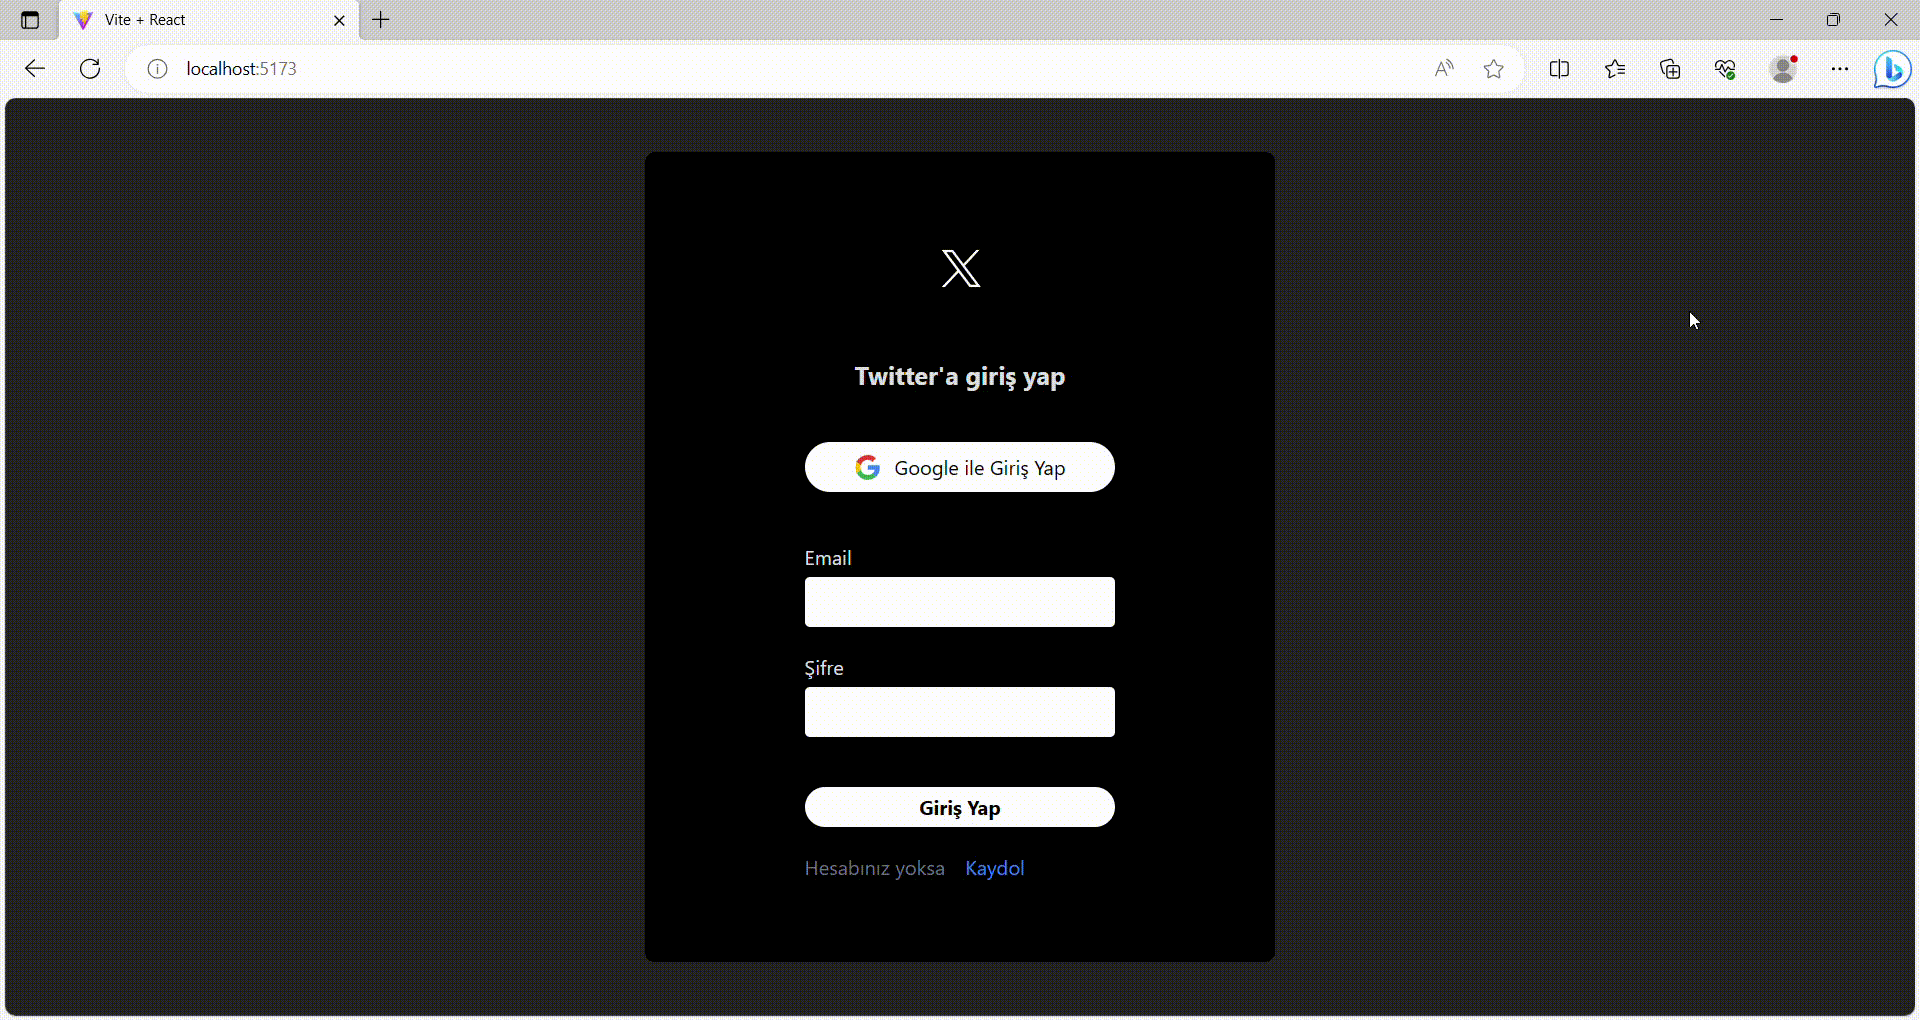 Vite + React
localhost:5173
Twitter'a giriş yap
Google ile Giriş Yap
Email
Şifre
Giriş Yap
Hesabınız yoksa Kaydol